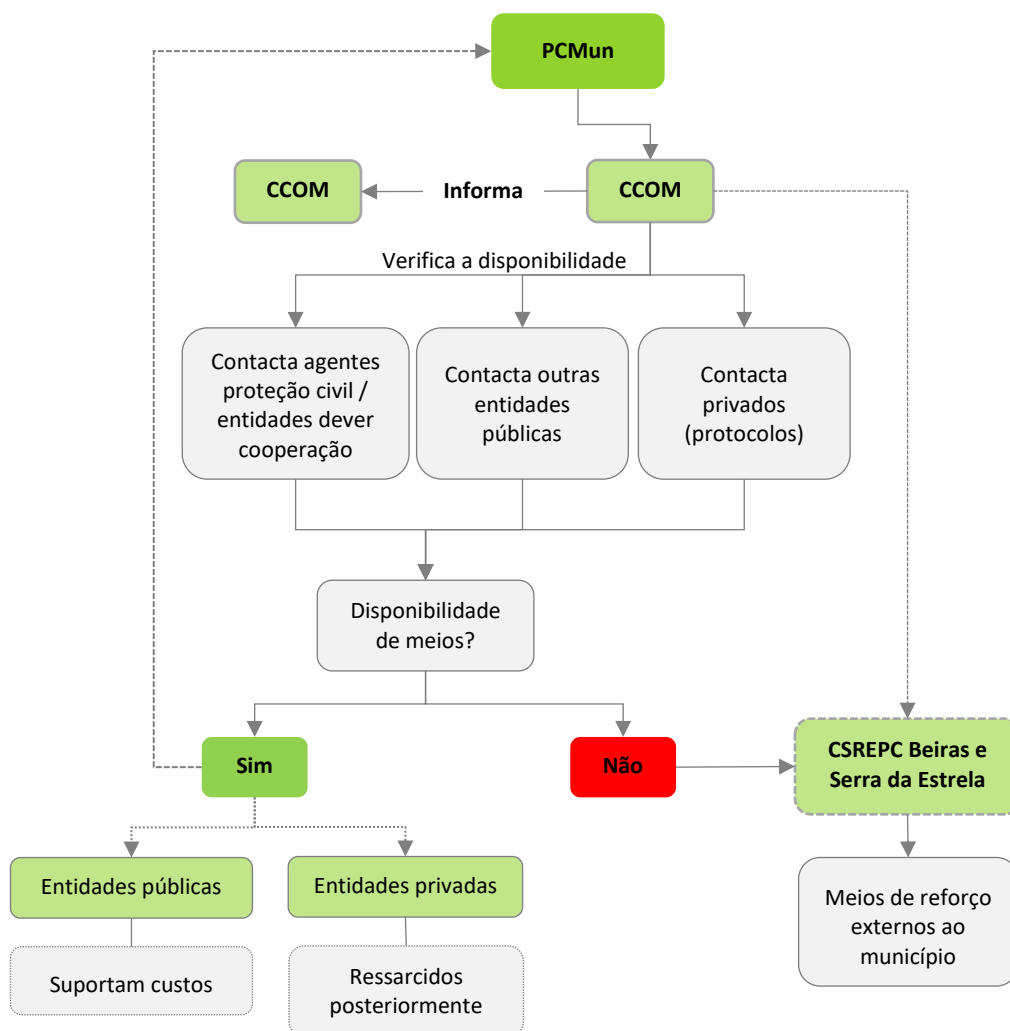 PCMun
CCOM
Informa
CCOM
Verifica a disponibilidade
Contacta agentes
proteção civil /
entidades dever
cooperação
Contacta outras
entidades
públicas
Contacta
privados
(protocolos)
Disponibilidade
de meios?
Sim
Não
CSREPC Beiras e
Serra da Estrela
Entidades públicas
Entidades privadas
Meios de reforço
externos ao
município
Suportam custos
Ressarcidos
posteriormente